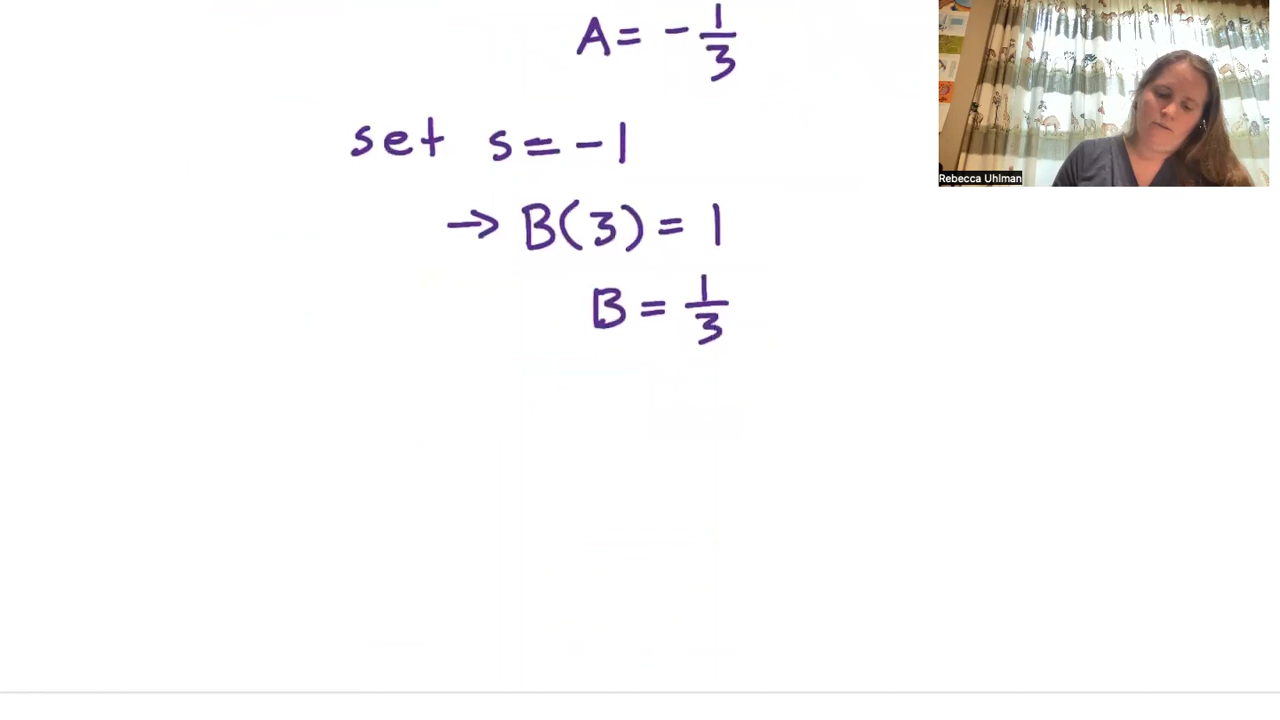 A = - 1/3
set s = -1
→ B(3) = 1
B = 1/3
Rebecca Uhlman